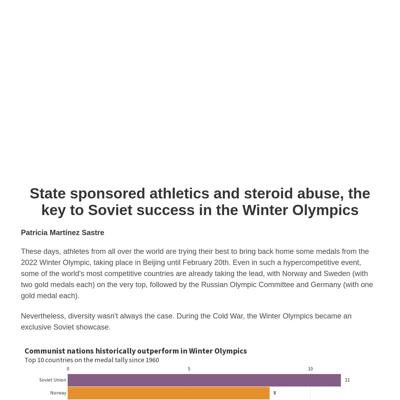 State sponsored athletics and steroid abuse, the
key to Soviet success in the Winter Olympics
Patricia Martínez Sastre
These days, athletes from all over the world are trying their best to bring back home some medals from the
2022 Winter Olympic, taking place in Beijing until February 20th. Even in such a hypercompetitive event,
some of the world's most competitive countries are already taking the lead, with Norway and Sweden (with
two gold medals each) on the very top, followed by the Russian Olympic Committee and Germany (with one
gold medal each).
Nevertheless, diversity wasn't always the case. During the Cold War, the Winter Olympics became an
exclusive Soviet showcase.
Communist nations historically outperform in Winter Olympics
Top 10 countries on the medal tally since 1960
0 5 10
Soviet Union 11
Norway 8